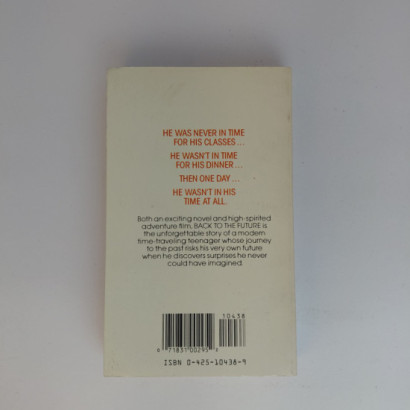 HE WAS NEVER IN TIME
FOR HIS CLASSES...
HE WASN'T IN TIME
FOR HIS DINNER...
THEN ONE DAY...
HE WASN'T IN HIS
TIME AT ALL.
Both an exciting novel and high-spirited
adventure film, BACK TO THE FUTURE is
the unforgettable story of a modern
time-traveling teenager whose journey
to the past risks his very own future
when he discovers surprises he never
could have imagined.
10438
71831 00295
ISBN 0-425-10438-9